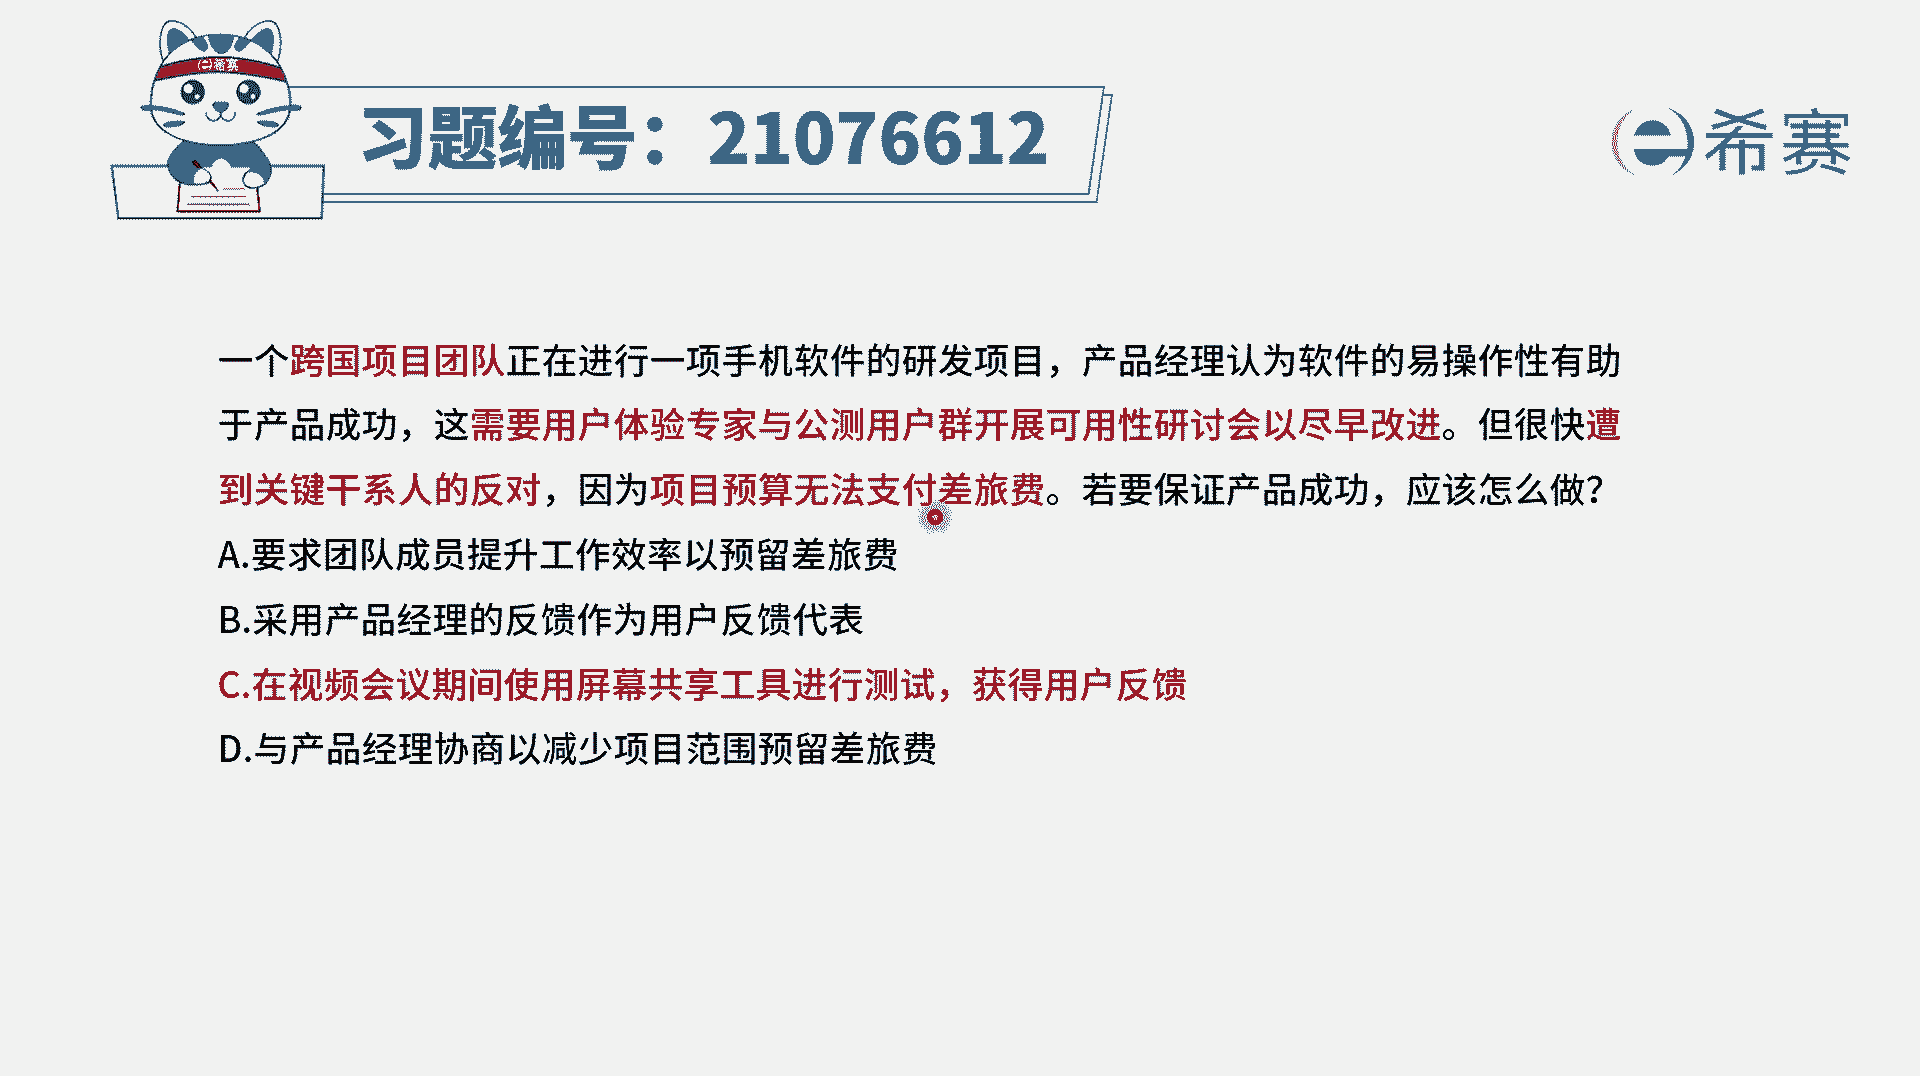 希赛
习题编号：21076612
希赛
一个跨国项目团队正在进行一项手机软件的研发项目，产品经理认为软件的易操作性有助
于产品成功，这需要用户体验专家与公测用户群开展可用性研讨会以尽早改进。但很快遭
到关键干系人的反对，因为项目预算无法支付差旅费。若要保证产品成功，应该怎么做？
A.要求团队成员提升工作效率以预留差旅费
B.采用产品经理的反馈作为用户反馈代表
C.在视频会议期间使用屏幕共享工具进行测试，获得用户反馈
D.与产品经理协商以减少项目范围预留差旅费